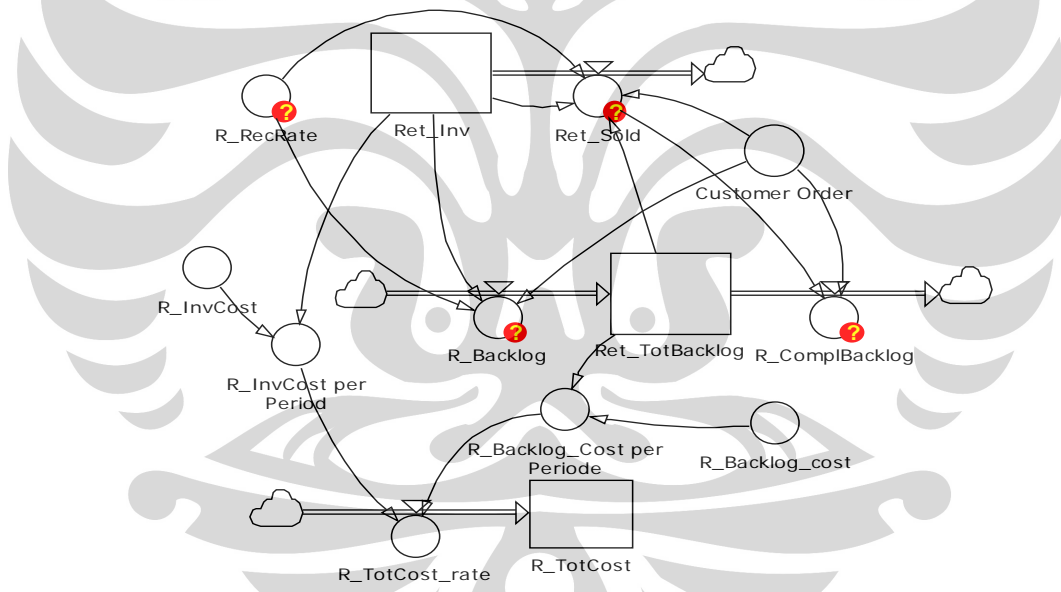 ?
?
R_RecRate
Ret_Inv
Ret_Sold
Customer Order
R_InvCost
?
?
R_Backlog
Ret_TotBacklog
R_ComplBacklog
R_InvCost per
Period
R_Backlog_Cost per
Periode
R_Backlog_cost
R_TotCost_rate
R_TotCost